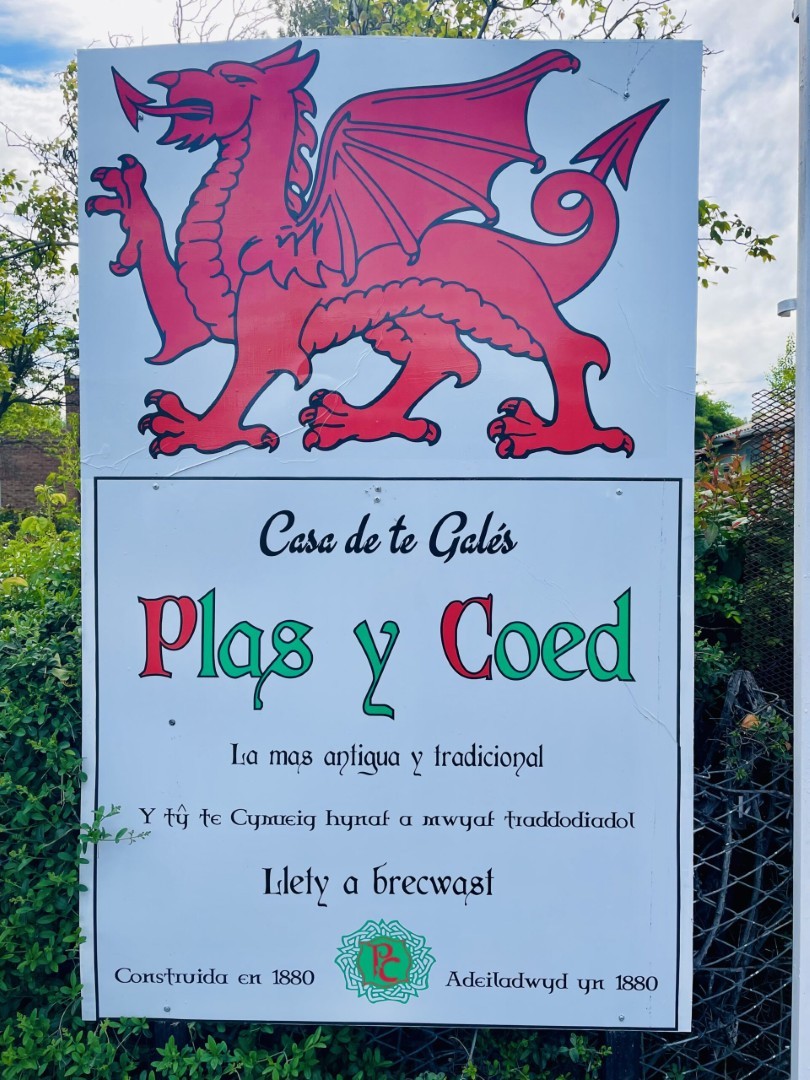 Casa de te Galés
Plas y Coed
La mas antigua y tradicional
Y tŷ te Cymreig hynaf a mwyaf traddodiadol
Llety a brecwast
PC
Construida en 1880
Adeiladwyd yn 1880